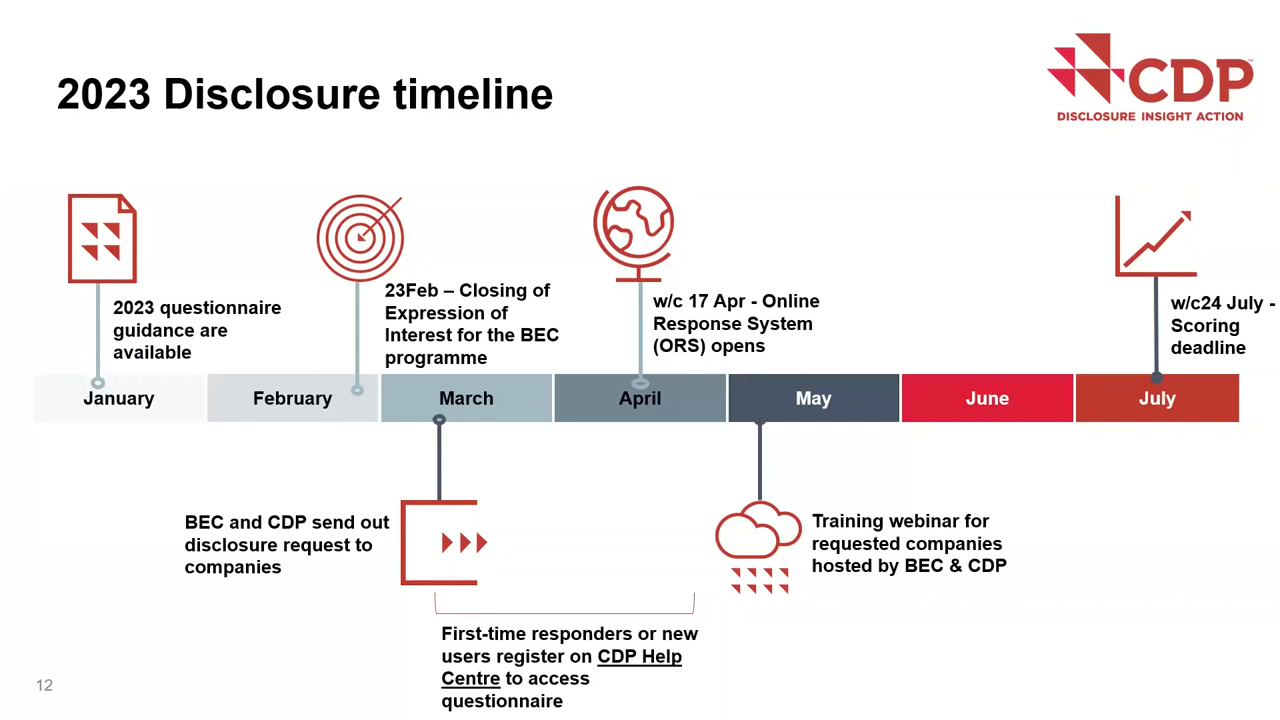 2023 Disclosure timeline
CDP
DISCLOSURE INSIGHT ACTION
2023 questionnaire
guidance are
available
23Feb – Closing of
Expression of
Interest for the BEC
programme
w/c 17 Apr - Online
Response System
(ORS) opens
w/c24 July -
Scoring
deadline
January
February
March
April
May
June
July
BEC and CDP send out
disclosure request to
companies
Training webinar for
requested companies
hosted by BEC & CDP
First-time responders or new
users register on CDP Help
Centre to access
questionnaire
12